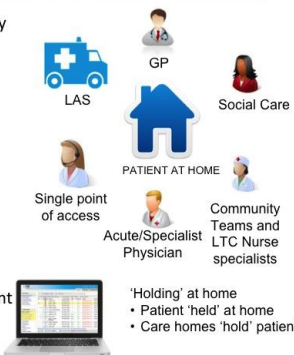 y
GP
LAS
Social Care
PATIENT AT HOME
Single point
of access
Acute/Specialist
Physician
Community
Teams and
LTC Nurse
specialists
nt
'Holding' at home
• Patient 'held' at home
• Care homes 'hold' patien